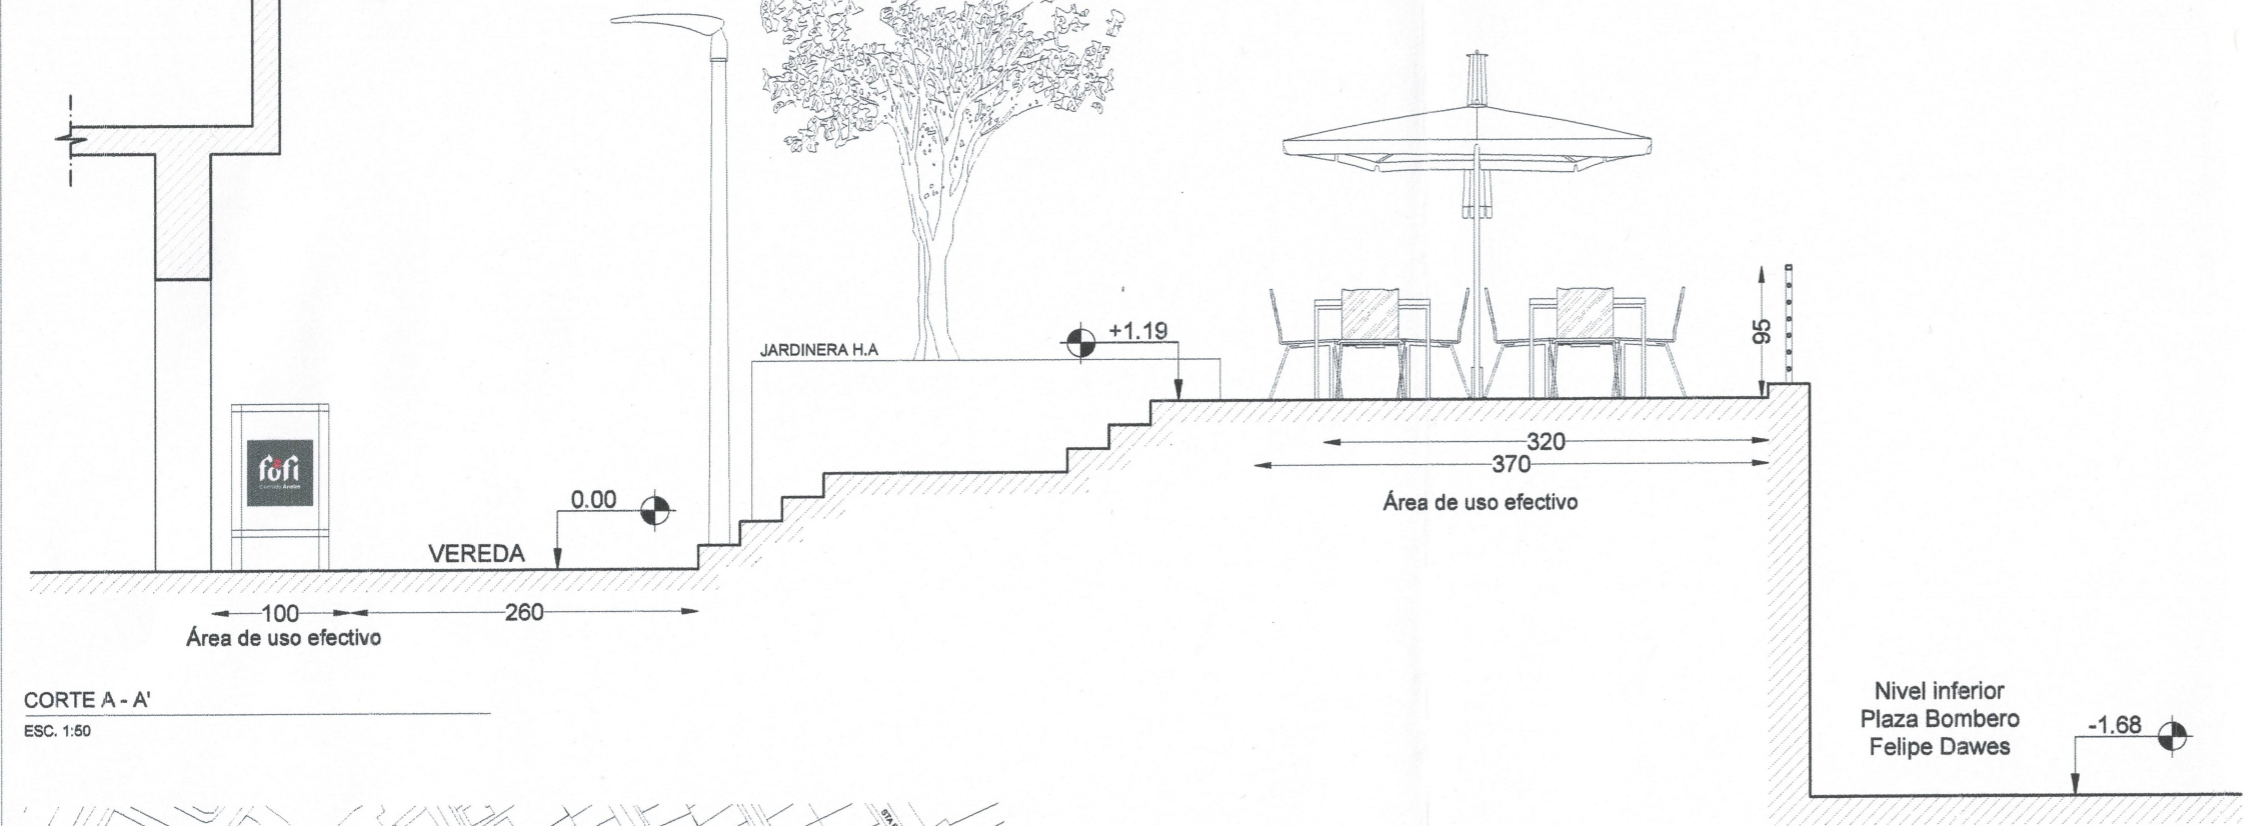 JARDINERA H.A
+1.19
95
320
370
Área de uso efectivo
fofi
0.00
VEREDA
100
260
Área de uso efectivo
CORTE A - A'
ESC. 1:50
Nivel inferior
Plaza Bombero
Felipe Dawes
-1.68